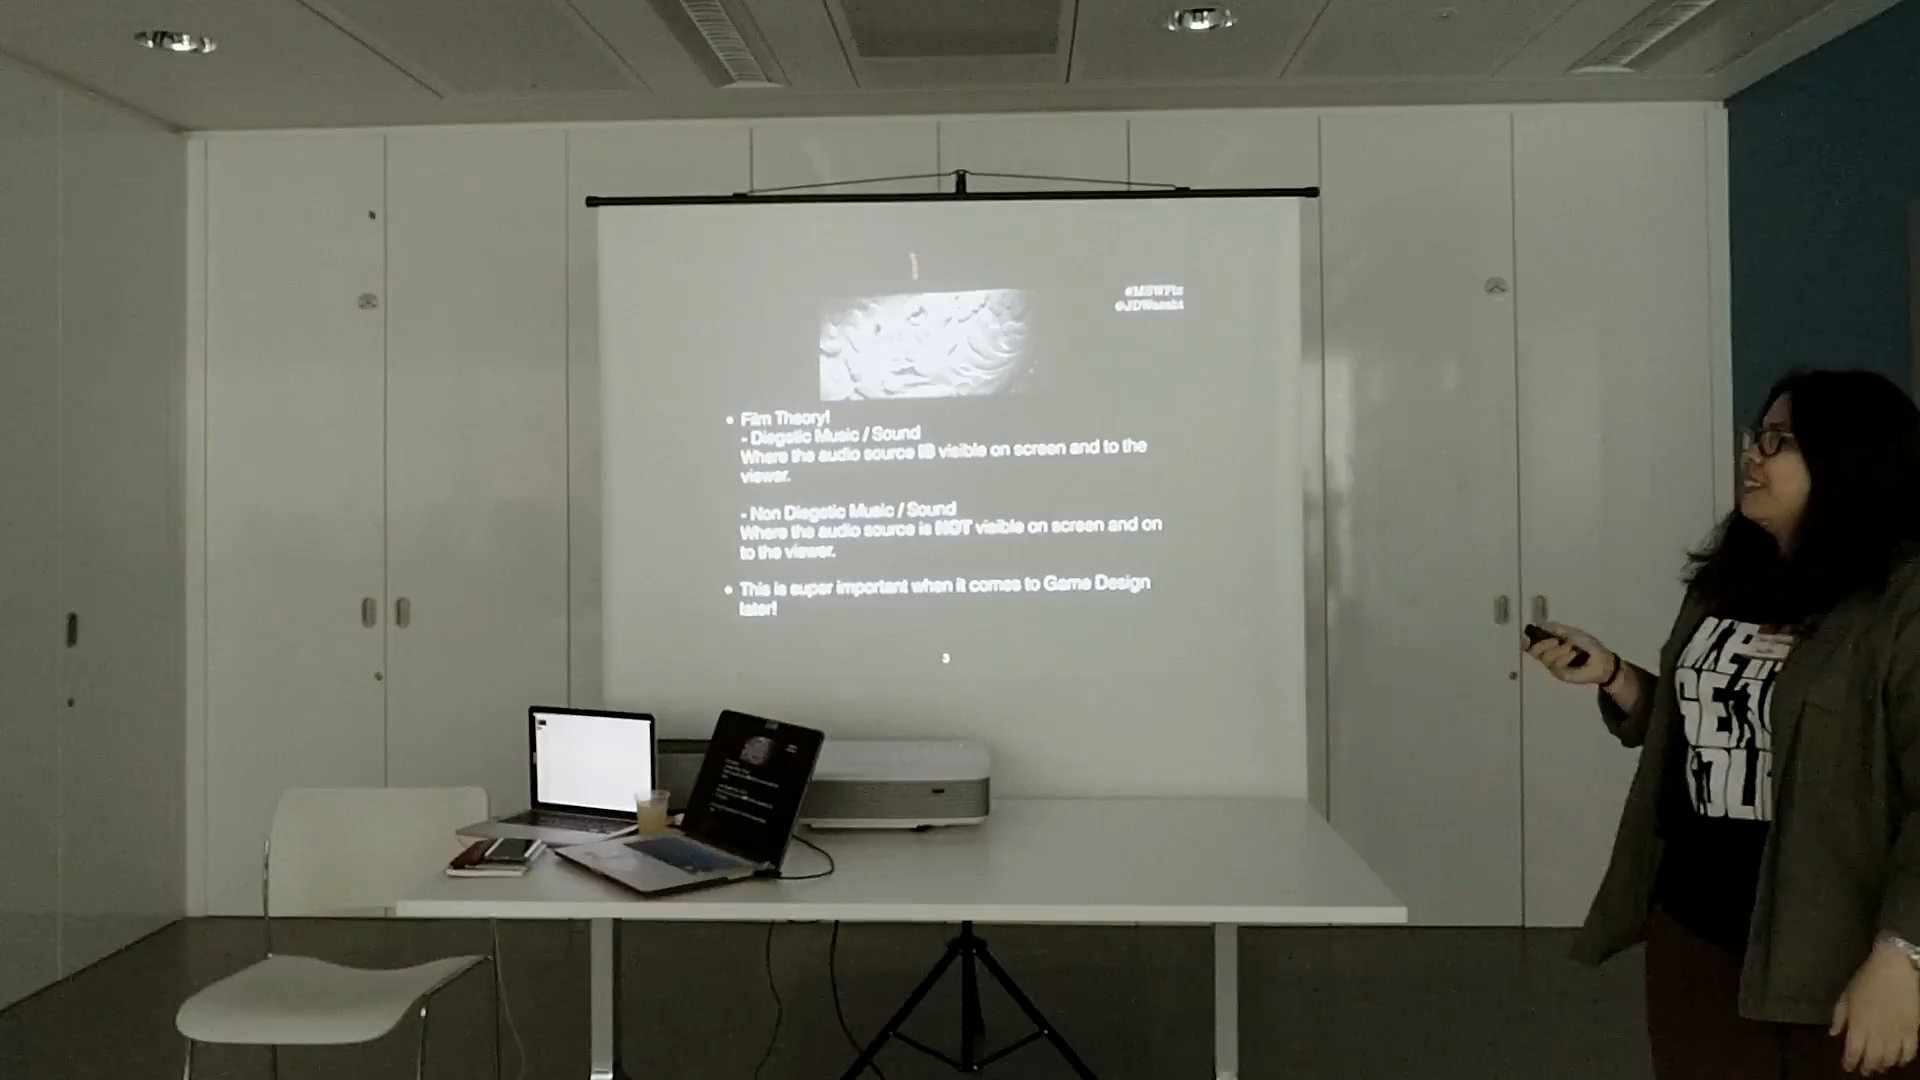 @JDWasabi
• Film Theory!
- Diegetic Music / Sound
Where the audio source IS visible on screen and to the
viewer.
- Non Diegetic Music / Sound
Where the audio source is NOT visible on screen and on
to the viewer.
• This is super important when it comes to Game Design
later!
3